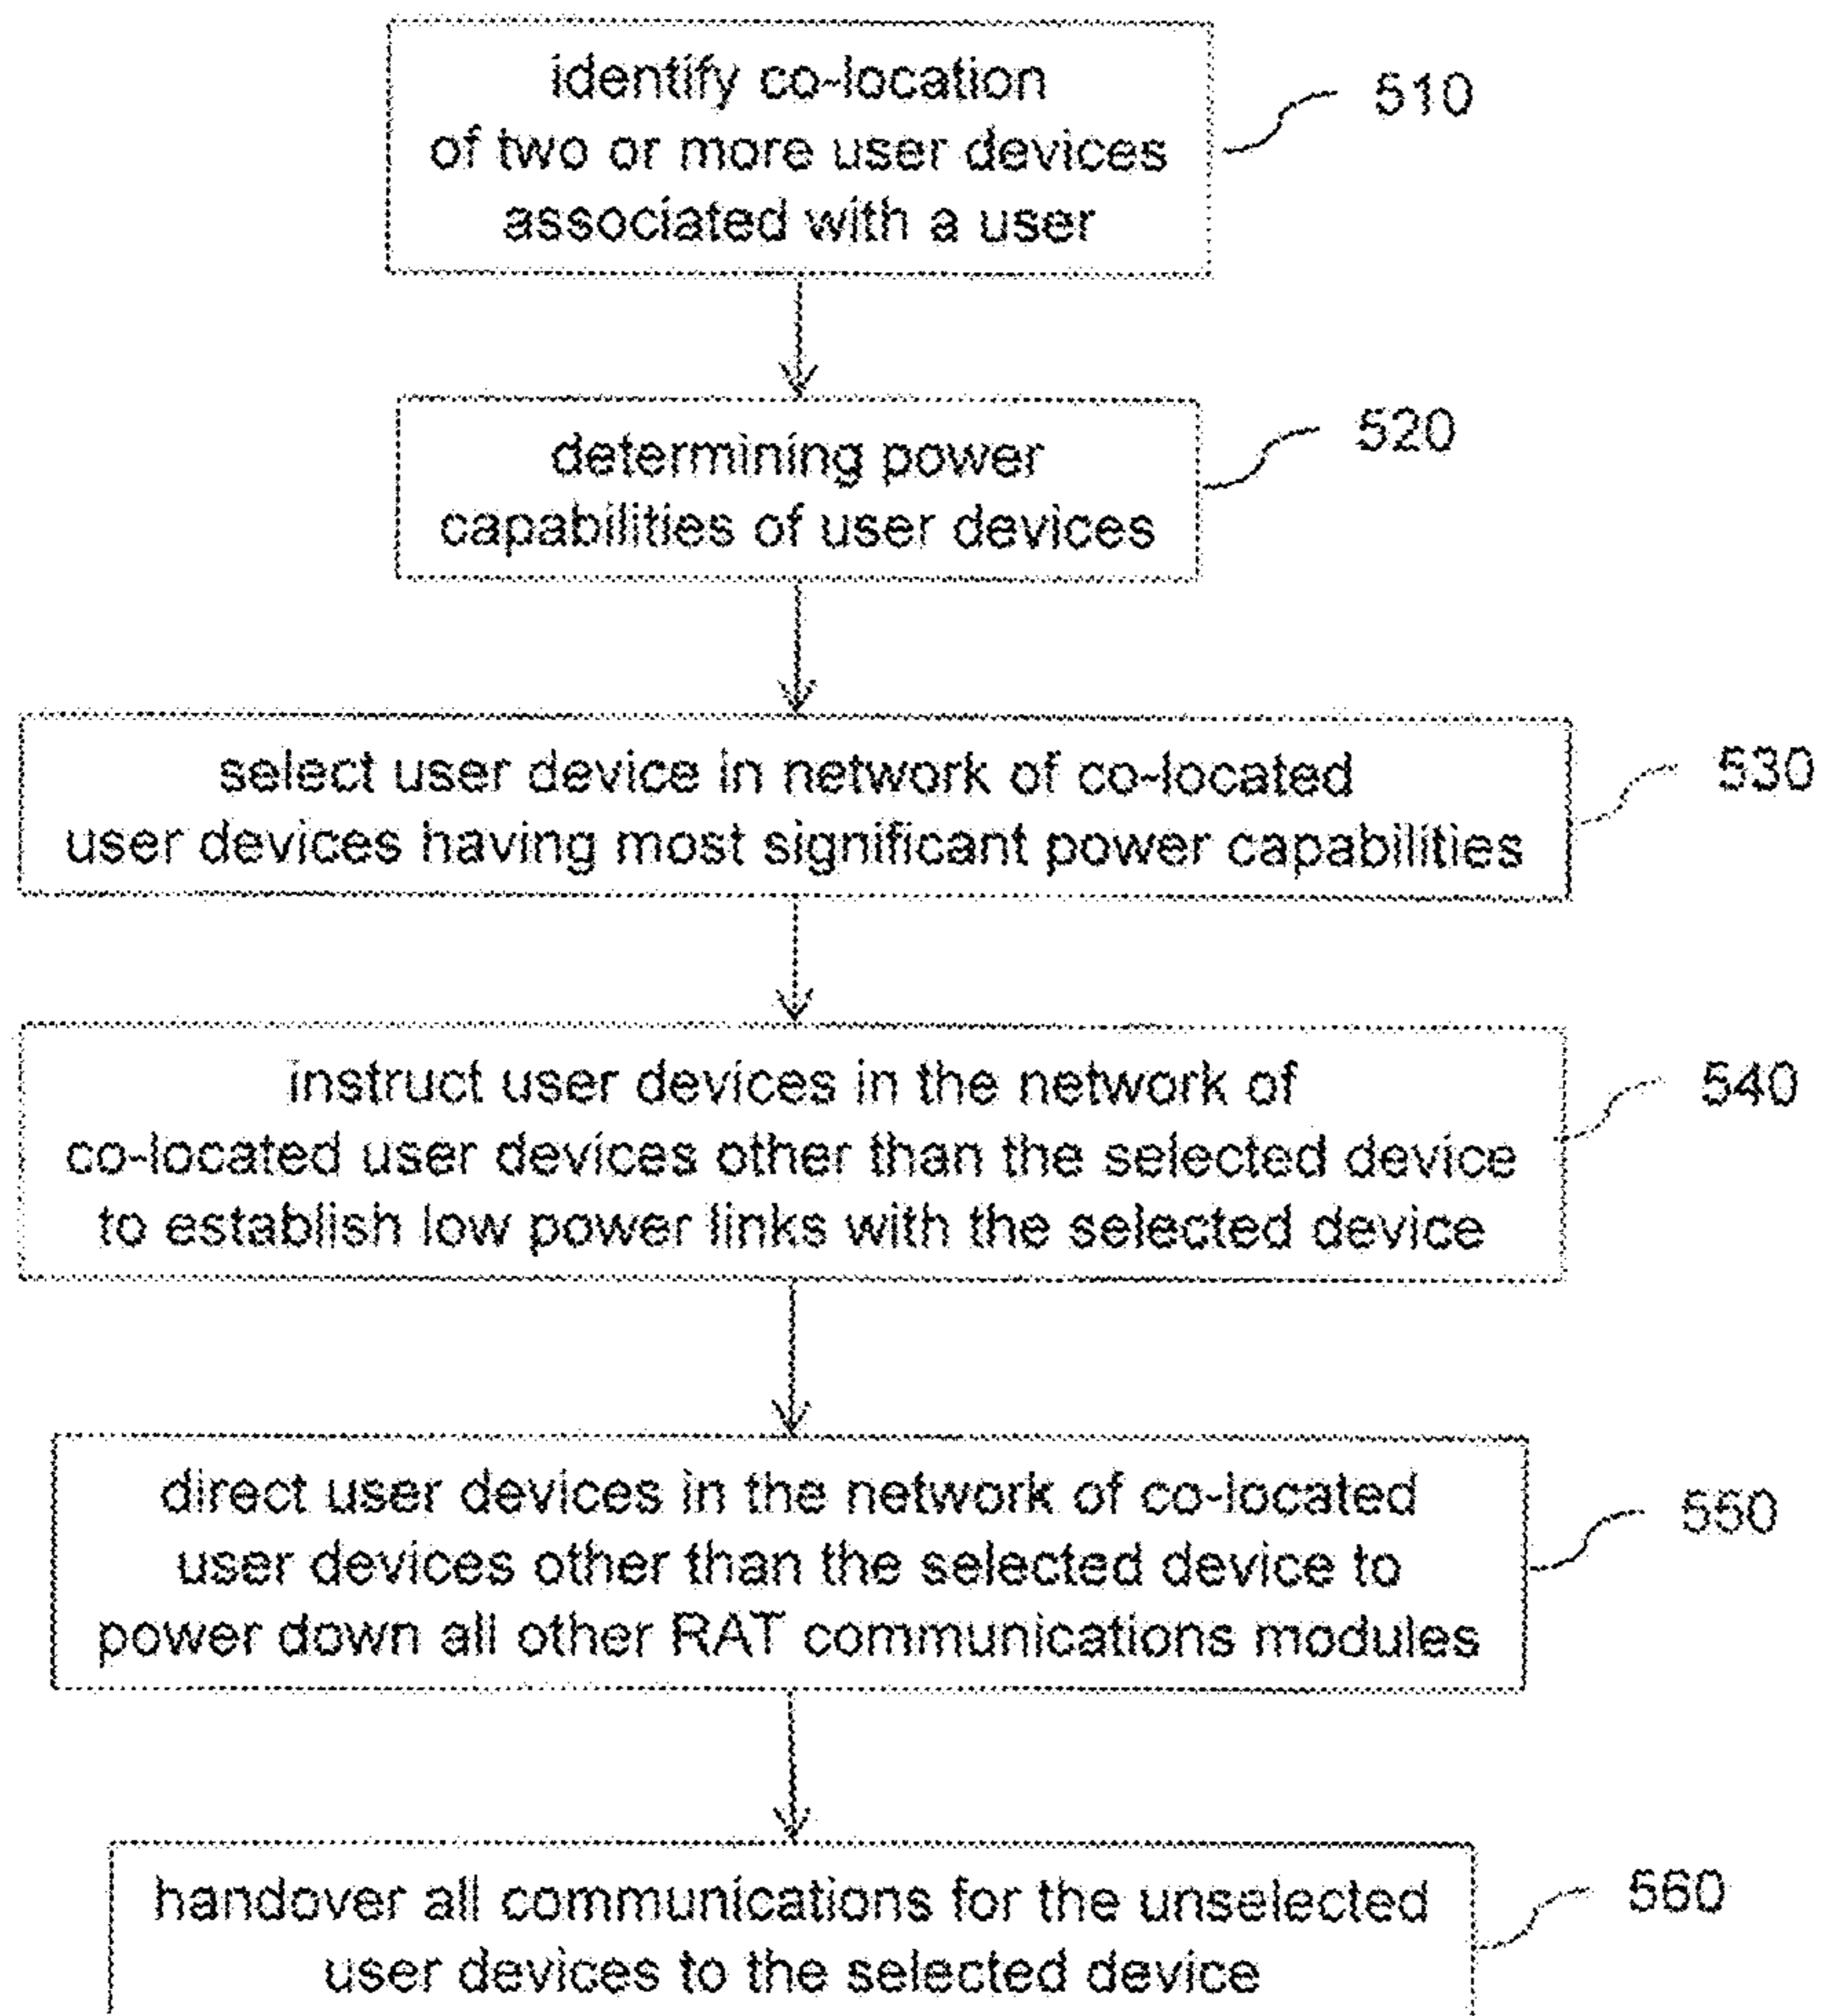 identify co-location
of two or more user devices
associated with a user
510
determining power
capabilities of user devices
520
select user device in network of co-located
user devices having most significant power capabilities
530
instruct user devices in the network of
co-located user devices other than the selected device
to establish low power links with the selected device
540
direct user devices in the network of co-located
user devices other than the selected device to
power down all other RAT communications modules
550
handover all communications for the unselected
user devices to the selected device
560